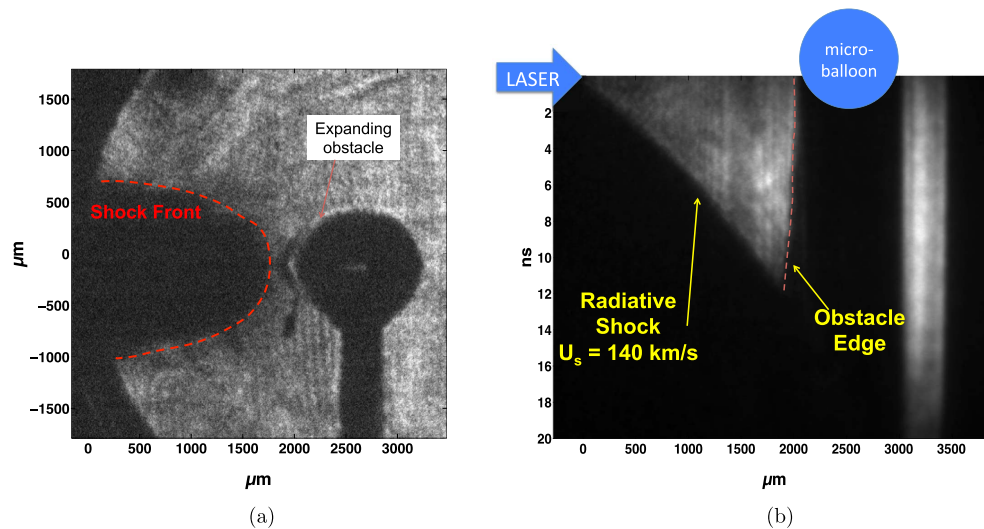 1500
1000
500
0
−500
−1000
−1500
µm
0
500
1000
1500
2000
2500
3000
µm
Expanding
obstacle
Shock Front
(a)
LASER
micro-
balloon
2
4
6
8
10
12
14
16
18
20
ns
0
500
1000
1500
2000
2500
3000
3500
µm
Radiative
Shock
Us = 140 km/s
Obstacle
Edge
(b)